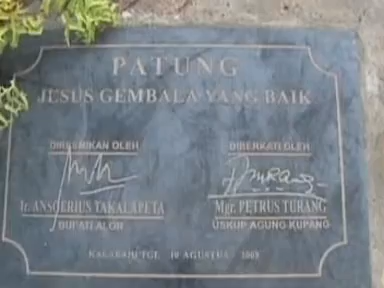 PATUNG
JESUS GEMBALA YANG BAIK
DIRESMIKAN OLEH
DIBERKATI OLEH
Ir. ANSGERIUS TAKALAPETA
Mgr. PETRUS TURANG
BUPATI ALOR
USKUP AGUNG KUPANG
KALABAHI TGL. 10 AGUSTUS